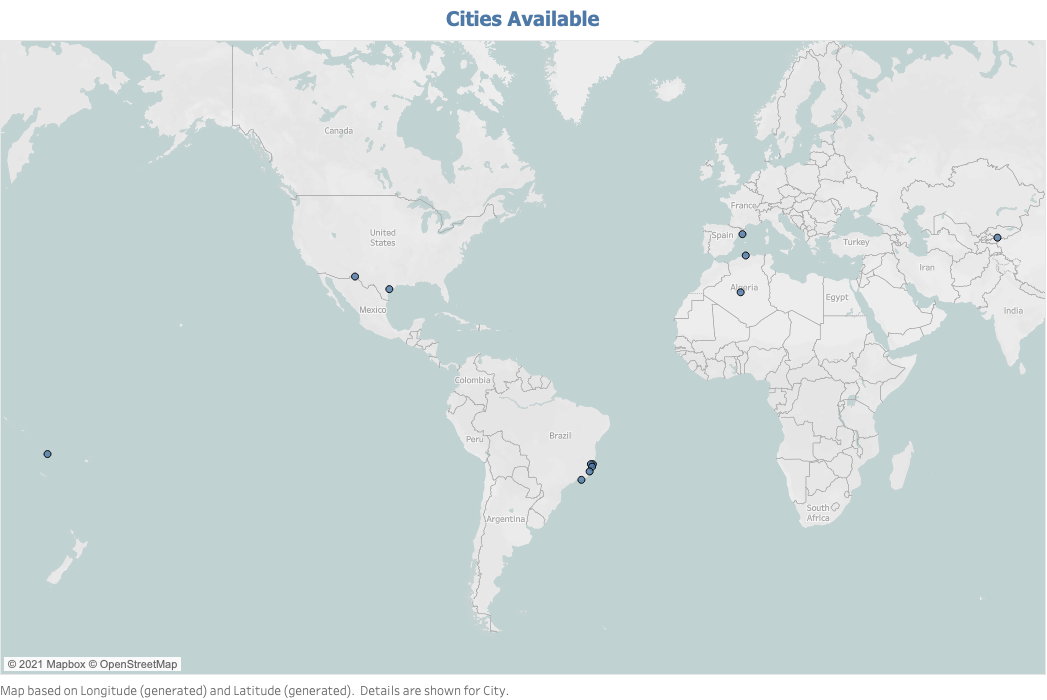 Cities Available
Canada
United
States
Mexico
Colombia
Peru
Brazil
Argentina
France
Spain
Turkey
Algeria
Egypt
Iran
India
South
Africa
© 2021 Mapbox © OpenStreetMap
Map based on Longitude (generated) and Latitude (generated). Details are shown for City.